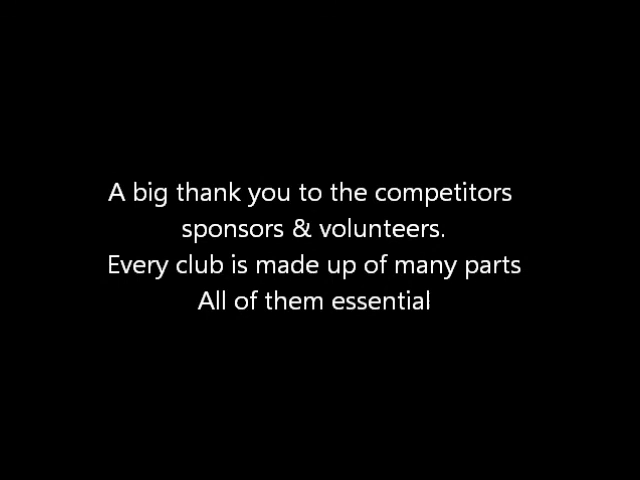 A big thank you to the competitors
sponsors & volunteers.
Every club is made up of many parts
All of them essential